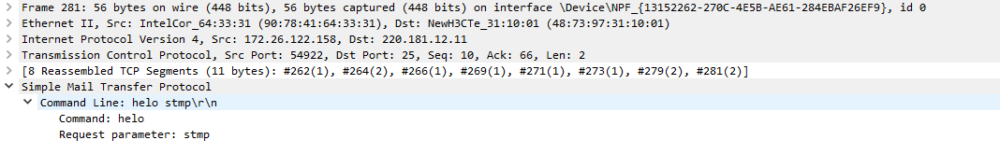 Frame 281: 56 bytes on wire (448 bits), 56 bytes captured (448 bits) on interface \Device\NPF_{13152262-270C-4E5B-AE61-284EBAF26EF9}, id 0
Ethernet II, Src: IntelCor_64:33:31 (90:78:41:64:33:31), Dst: NewH3CTe_31:10:01 (48:73:97:31:10:01)
Internet Protocol Version 4, Src: 172.26.122.158, Dst: 220.181.12.11
Transmission Control Protocol, Src Port: 54922, Dst Port: 25, Seq: 10, Ack: 66, Len: 2
[8 Reassembled TCP Segments (11 bytes): #262(1), #264(2), #266(1), #269(1), #271(1), #273(1), #279(2), #281(2)]
Simple Mail Transfer Protocol
Command Line: helo stmp\r\n
Command: helo
Request parameter: stmp